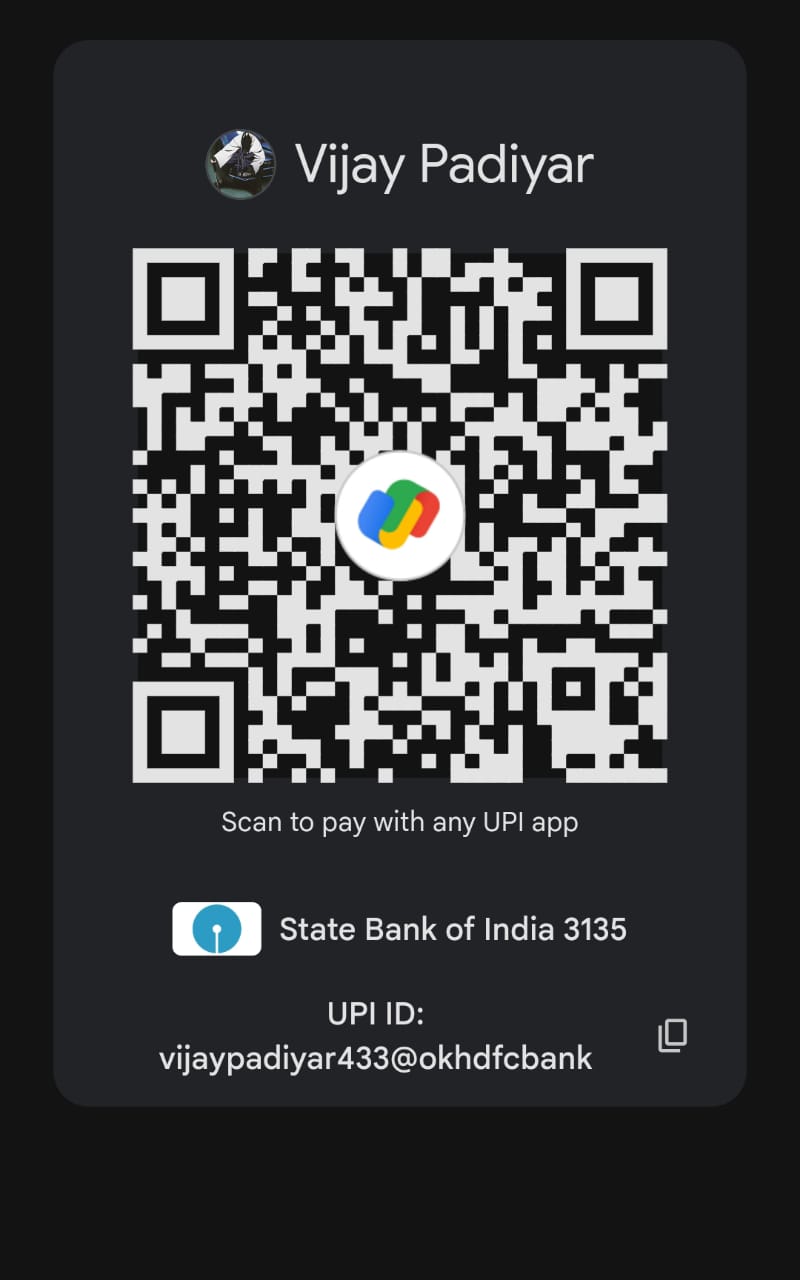 Vijay Padiyar
Scan to pay with any UPI app
State Bank of India 3135
UPI ID:
vijaypadiyar433@okhdfcbank